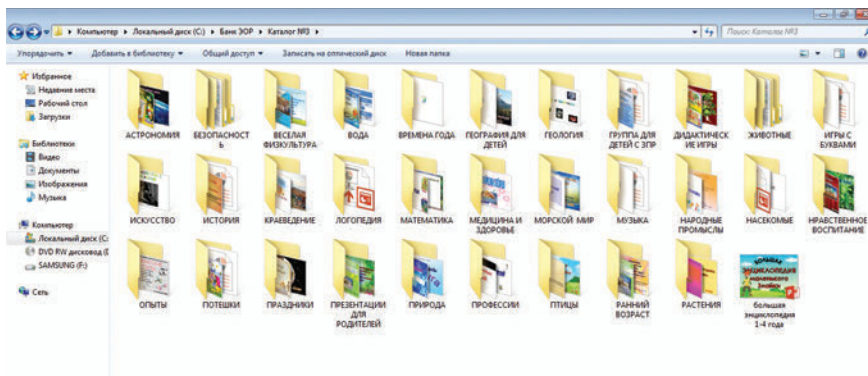 Компьютер ▸ Локальный диск (C:) ▸ Банк ЭОР ▸ Каталог №3 ▸
Поиск: Каталог №3
Упорядочить Добавить в библиотеку Общий доступ Записать на оптический диск Новая папка
Избранное
Недавние места
Рабочий стол
Загрузки
Библиотеки
Видео
Документы
Изображения
Музыка
Компьютер
Локальный диск (C:
DVD RW дисковод (
SAMSUNG (F:)
Сеть
АСТРОНОМИЯ
БЕЗОПАСНОСТ
Ь
ВЕСЕЛАЯ
ФИЗКУЛЬТУРА
ВОДА
ВРЕМЕНА ГОДА
ГЕОГРАФИЯ ДЛЯ
ДЕТЕЙ
ГЕОЛОГИЯ
ГРУППА ДЛЯ
ДЕТЕЙ С ЗПР
ДИДАКТИЧЕСК
ИЕ ИГРЫ
ЖИВОТНЫЕ
ИГРЫ С
БУКВАМИ
ИСКУССТВО
ИСТОРИЯ
КРАЕВЕДЕНИЕ
ЛОГОПЕДИЯ
МАТЕМАТИКА
МЕДИЦИНА И
ЗДОРОВЬЕ
МОРСКОЙ МИР
МУЗЫКА
НАРОДНЫЕ
ПРОМЫСЛЫ
НАСЕКОМЫЕ
НРАВСТВЕННОЕ
ВОСПИТАНИЕ
ОПЫТЫ
ПОТЕШКИ
ПРАЗДНИКИ
ПРЕЗЕНТАЦИИ
ДЛЯ
РОДИТЕЛЕЙ
ПРИРОДА
ПРОФЕССИИ
ПТИЦЫ
РАННИЙ
ВОЗРАСТ
РАСТЕНИЯ
БОЛЬШАЯ
ЭНЦИКЛОПЕДИЯ
большая
энциклопедия
1-4 года